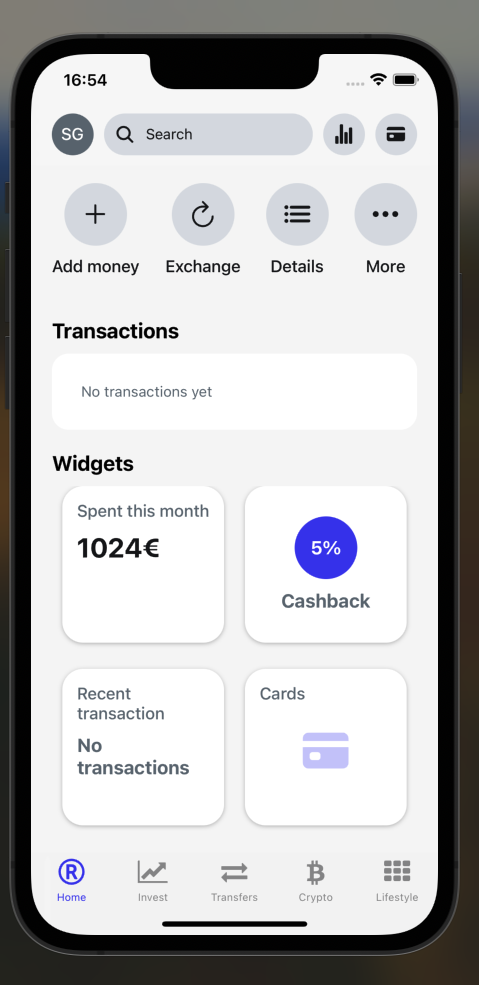 16:54
SG
Search
Add money
Exchange
Details
More
Transactions
No transactions yet
Widgets
Spent this month
1024€
5%
Cashback
Recent
transaction
No
transactions
Cards
R
Home
Invest
Transfers
Crypto
Lifestyle